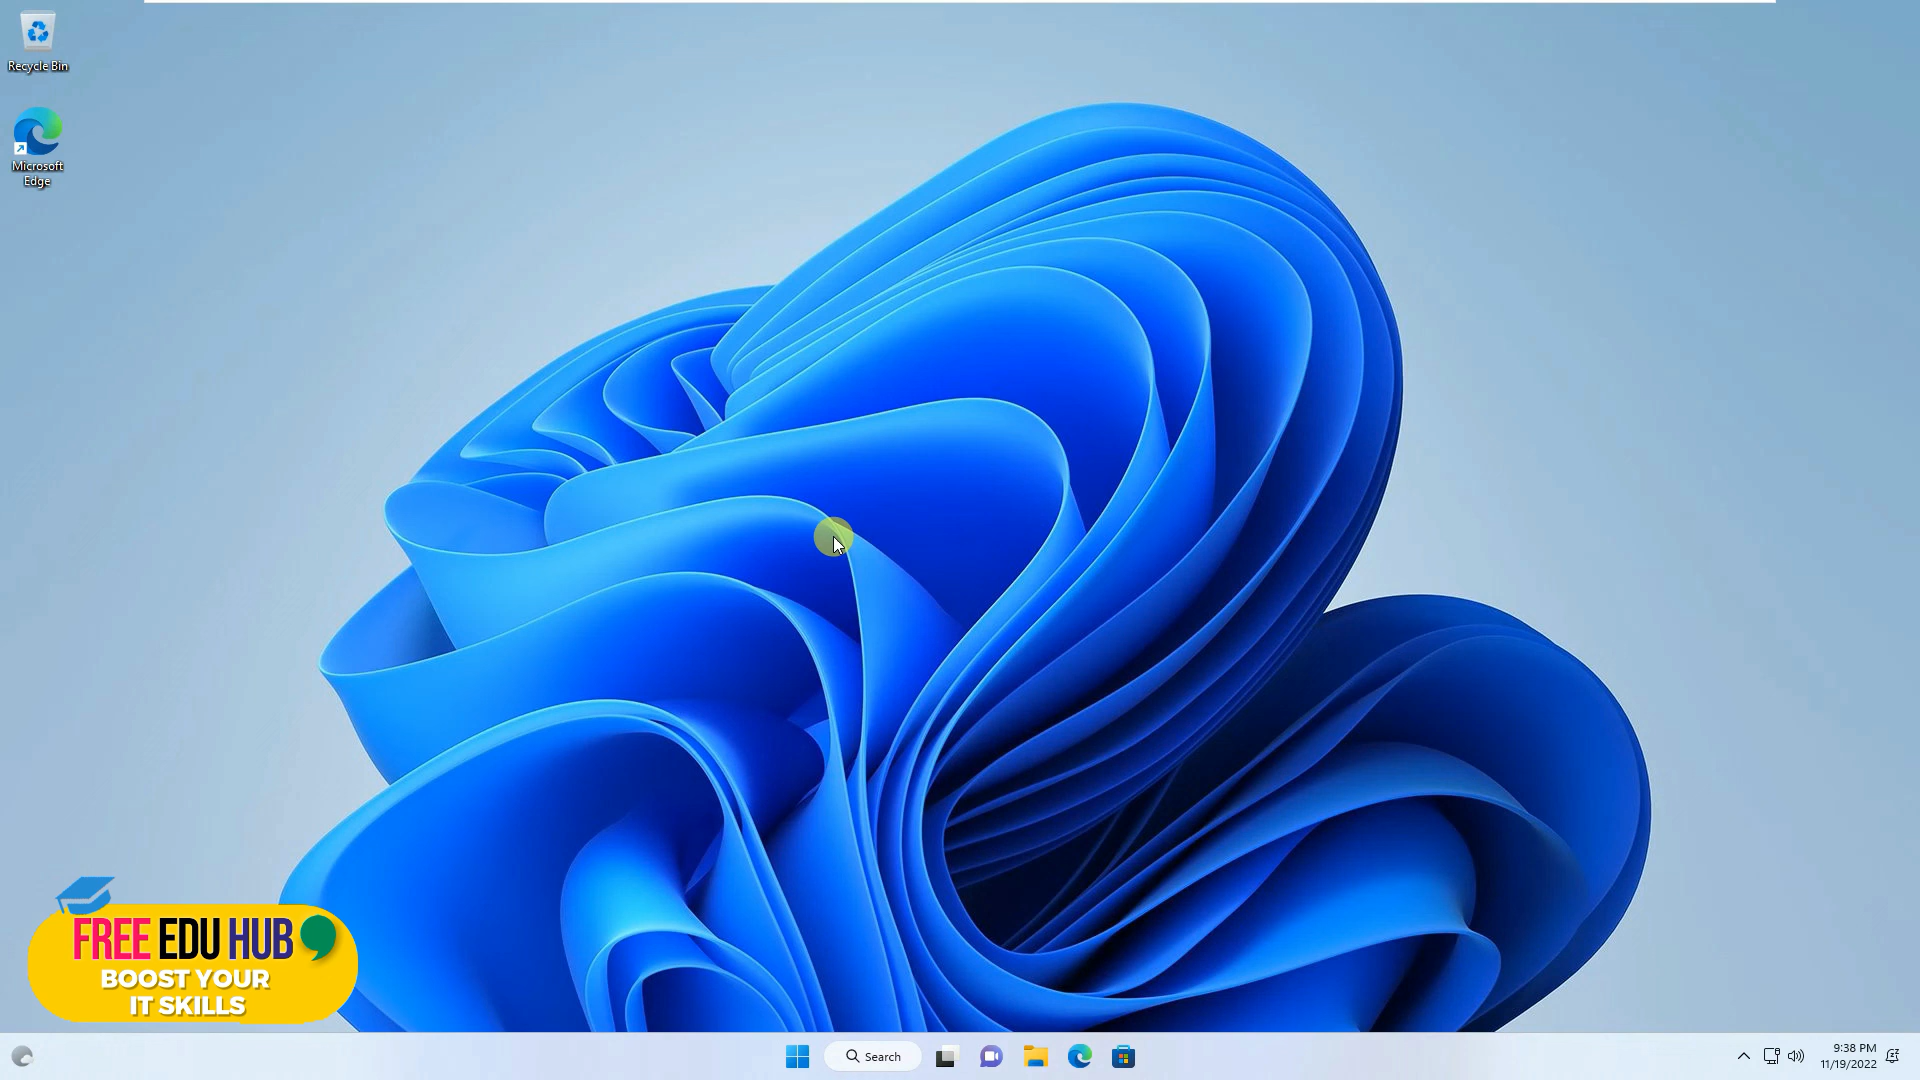 Recycle Bin
Microsoft
Edge
FREE EDU HUB
BOOST YOUR
IT SKILLS
Search
9:38 PM
11/19/2022